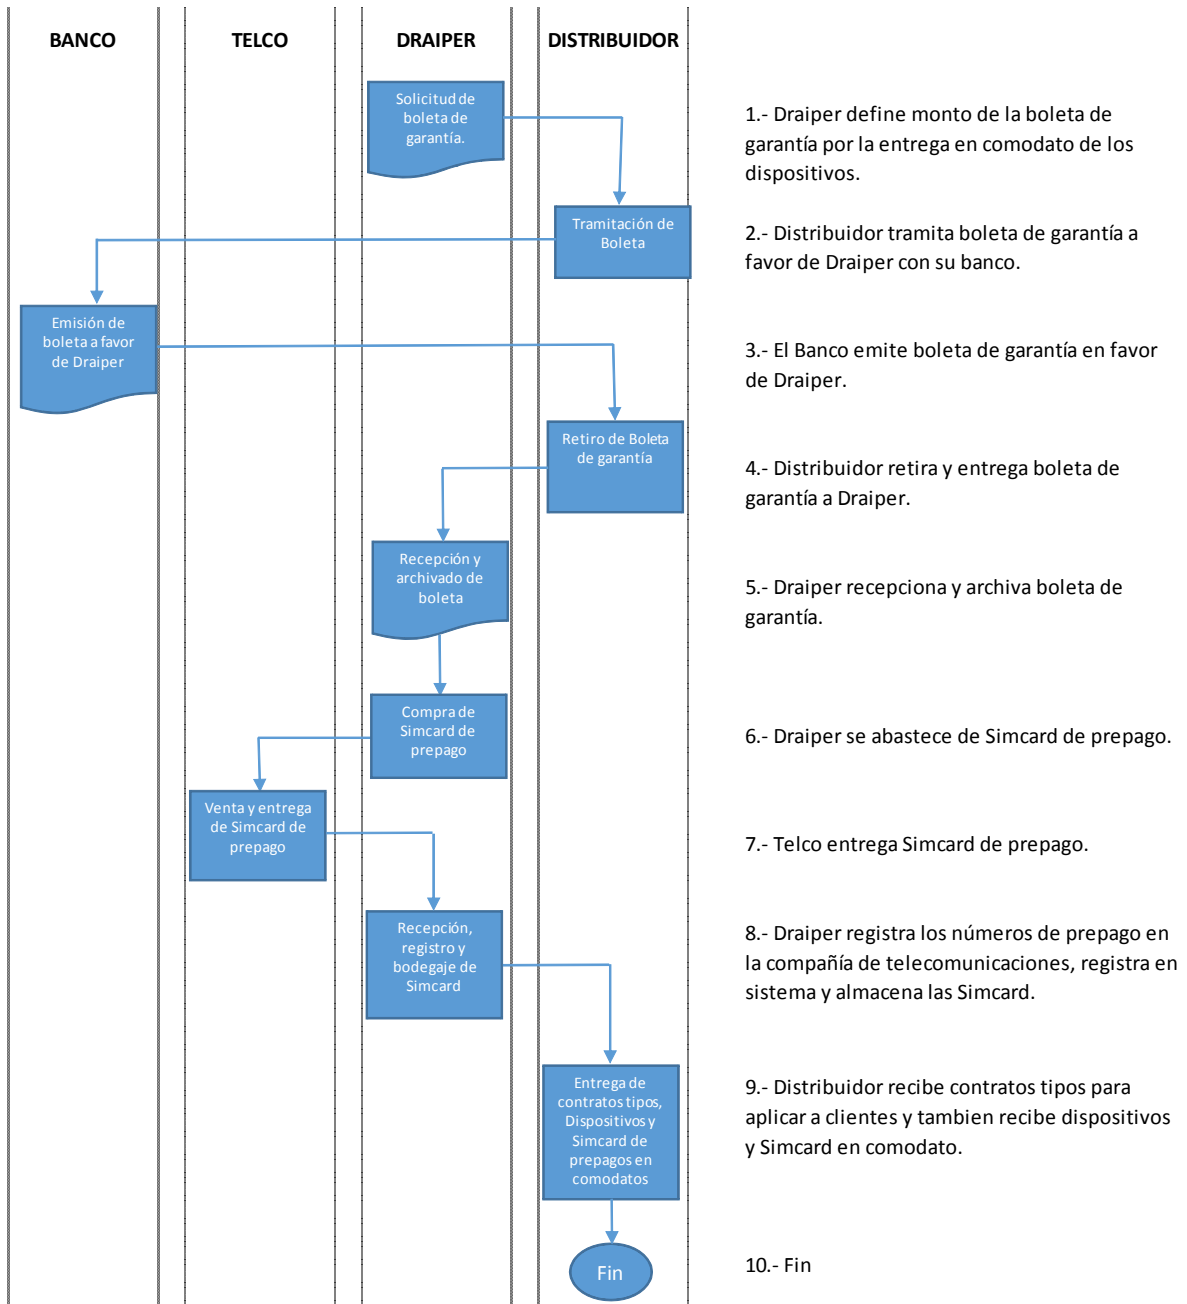 BANCO
TELCO
DRAIPER
DISTRIBUIDOR
Solicitud de
boleta de
garantía.
1.- Draiper define monto de la boleta de
garantía por la entrega en comodato de los
dispositivos.
Tramitación de
Boleta
2.- Distribuidor tramita boleta de garantía a
favor de Draiper con su banco.
Emisión de
boleta a favor
de Draiper
3.- El Banco emite boleta de garantía en favor
de Draiper.
Retiro de Boleta
de garantía
4.- Distribuidor retira y entrega boleta de
garantía a Draiper.
Recepción y
archivado de
boleta
5.- Draiper recepciona y archiva boleta de
garantía.
Compra de
Simcard de
prepago
6.- Draiper se abastece de Simcard de prepago.
Venta y entrega
de Simcard de
prepago
7.- Telco entrega Simcard de prepago.
Recepción,
registro y
bodegaje de
Simcard
8.- Draiper registra los números de prepago en
la compañía de telecomunicaciones, registra en
sistema y almacena las Simcard.
Entrega de
contratos tipos,
Dispositivos y
Simcard de
prepagos en
comodatos
9.- Distribuidor recibe contratos tipos para
aplicar a clientes y tambien recibe dispositivos
y Simcard en comodato.
Fin
10.- Fin